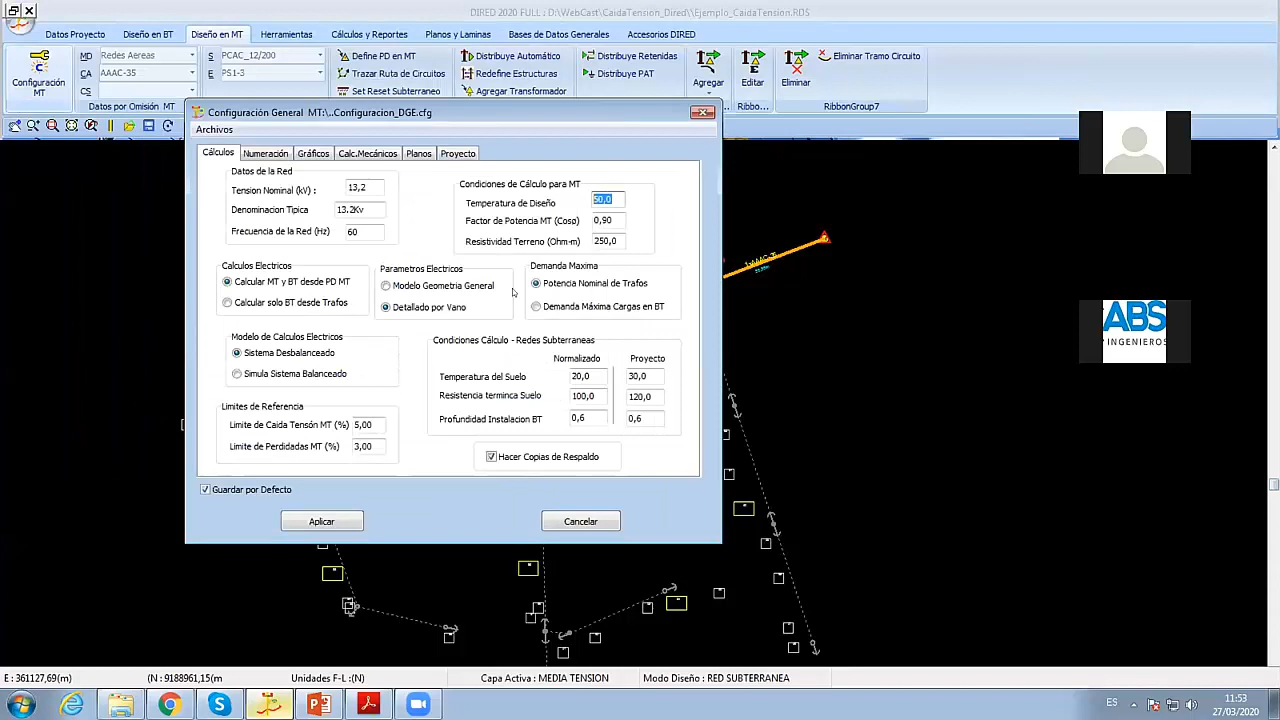 DIRED 2020 FULL : D:\WebCast\CaidaTension_Dired\\Ejemplo_CaidaTension.RDS
Datos Proyecto Diseño en BT Diseño en MT Herramientas Cálculos y Reportes Planos y Laminas Bases de Datos Generales Accesorios DIRED
Configuración MT
MD Redes Aereas
CA AAAC-35
CS
Datos por Omisión MT
S PCAC_12/200
E PS1-3
Define PD en MT
Trazar Ruta de Circuitos
Set Reset Subterraneo
Distribuye Automático
Redefine Estructuras
Agregar Transformador
Distribuye Retenidas
Distribuye PAT
Agregar
Editar
Ribbo...
Eliminar
Eliminar Tramo Circuito
RibbonGroup7
Configuración General MT:\..Configuracion_DGE.cfg
Archivos
Cálculos Numeración Gráficos Calc.Mecánicos Planos Proyecto
Datos de la Red
Tension Nominal (kV) : 13,2
Denominacion Tipica 13.2Kv
Frecuencia de la Red (Hz) 60
Condiciones de Cálculo para MT
Temperatura de Diseño 50,0
Factor de Potencia MT (Cosø) 0,90
Resistividad Terreno (Ohm-m) 250,0
Calculos Electricos
Calcular MT y BT desde PD MT
Calcular solo BT desde Trafos
Parametros Electricos
Modelo Geometria General
Detallado por Vano
Demanda Maxima
Potencia Nominal de Trafos
Demanda Máxima Cargas en BT
Modelo de Calculos Electricos
Sistema Desbalanceado
Simula Sistema Balanceado
Condiciones Cálculo - Redes Subterraneas
Normalizado Proyecto
Temperatura del Suelo 20,0 30,0
Resistencia terminca Suelo 100,0 120,0
Profundidad Instalacion BT 0,6 0,6
Limites de Referencia
Limite de Caida Tensón MT (%) 5,00
Limite de Perdidadas MT (%) 3,00
Hacer Copias de Respaldo
Guardar por Defecto
Aplicar Cancelar
ABS
INGENIEROS
E : 361127,69(m) (N : 9188961,15(m Unidades F-L :(N) Capa Activa : MEDIA TENSION Modo Diseño : RED SUBTERRANEA
ES
11:53
27/03/2020